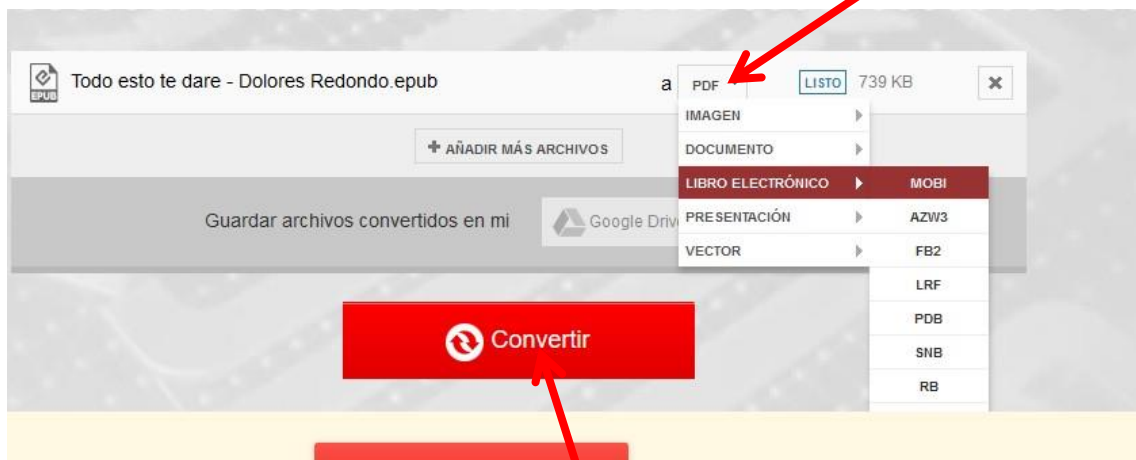 EPUB
Todo esto te dare - Dolores Redondo.epub
a
PDF
LISTO
739 KB
AÑADIR MÁS ARCHIVOS
IMAGEN
DOCUMENTO
LIBRO ELECTRÓNICO
PRESENTACIÓN
VECTOR
MOBI
AZW3
FB2
LRF
PDB
SNB
RB
Guardar archivos convertidos en mi
Google Driv
Convertir